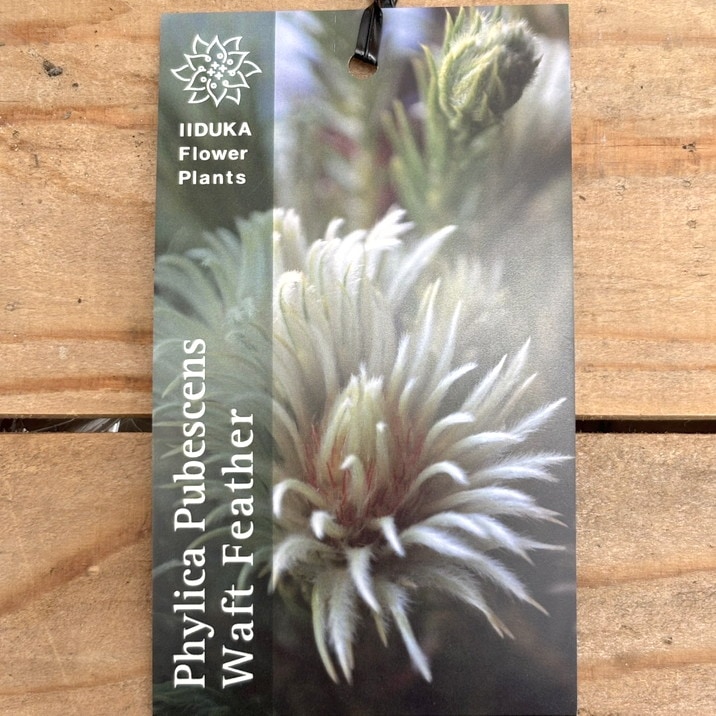 IIDUKA
Flower
Plants
Phylica Pubescens
Waft Feather